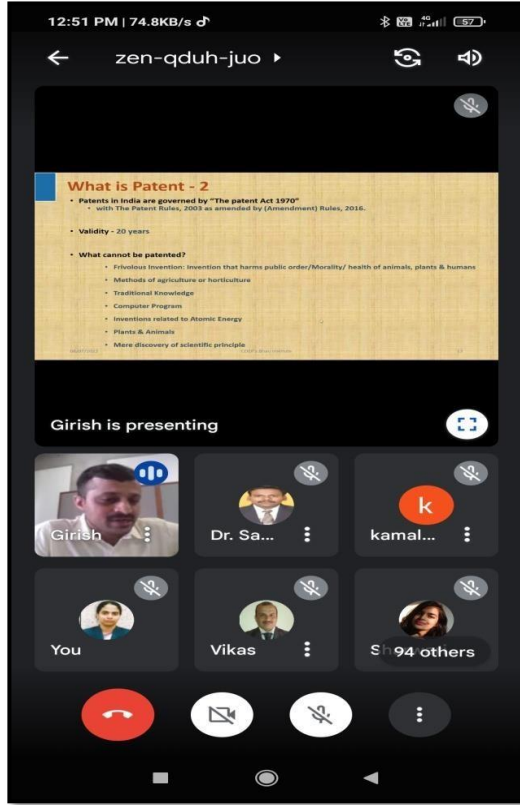 12:51 PM | 74.8KB/s
4G
57
zen-qduh-juo
What is Patent - 2
• Patents in India are governed by "The patent Act 1970"
• with The Patent Rules, 2003 as amended by (Amendment) Rules, 2016.
• Validity - 20 years
• What cannot be patented?
• Frivolous Invention: Invention that harms public order/Morality/ health of animals, plants & humans
• Methods of agriculture or horticulture
• Traditional Knowledge
• Computer Program
• Inventions related to Atomic Energy
• Plants & Animals
• Mere discovery of scientific principle
Girish is presenting
Girish
Dr. Sa...
k
kamal...
You
Vikas
94 others